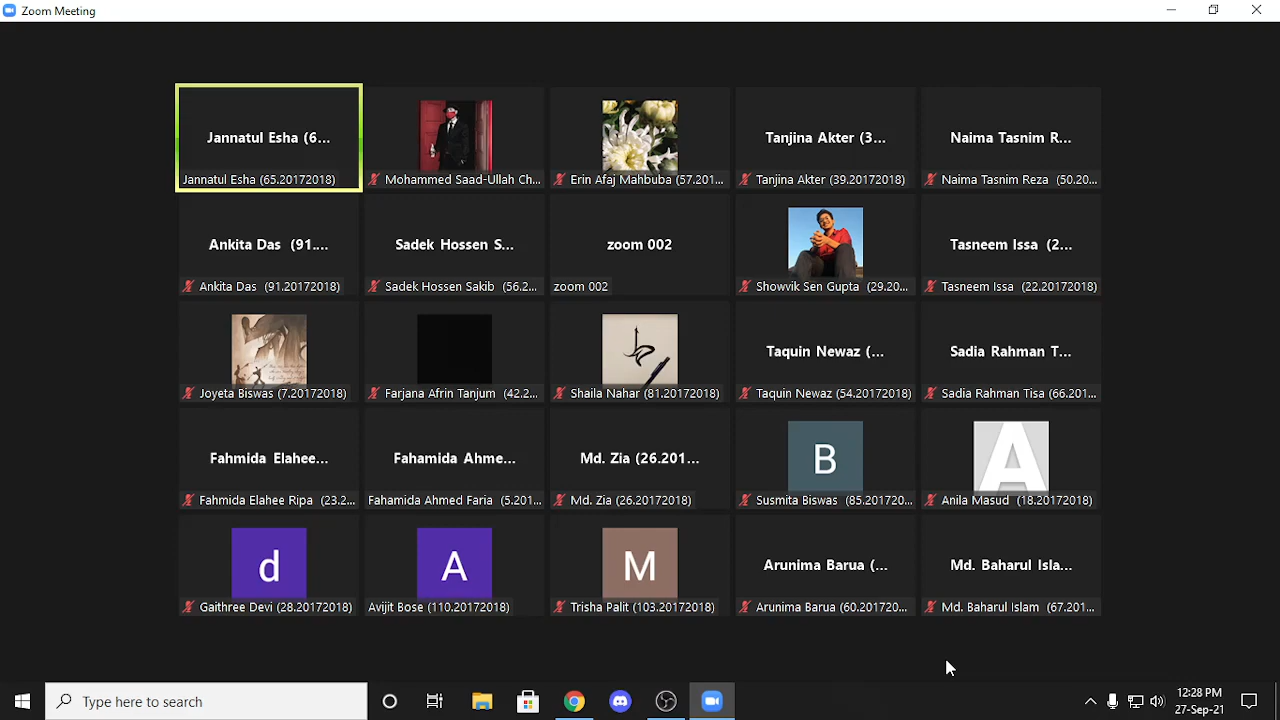 Zoom Meeting
Jannatul Esha (6...
Jannatul Esha (65.20172018)
Mohammed Saad-Ullah Ch...
Erin Afaj Mahbuba (57.201...
Tanjina Akter (3...
Tanjina Akter (39.20172018)
Naima Tasnim R...
Naima Tasnim Reza (50.20...
Ankita Das (91....
Ankita Das (91.20172018)
Sadek Hossen S...
Sadek Hossen Sakib (56.2...
zoom 002
zoom 002
Showvik Sen Gupta (29.20...
Tasneem Issa (2...
Tasneem Issa (22.20172018)
Joyeta Biswas (7.20172018)
Farjana Afrin Tanjum (42.2...
Shaila Nahar (81.20172018)
Taquin Newaz (...
Taquin Newaz (54.20172018)
Sadia Rahman T...
Sadia Rahman Tisa (66.201...
Fahmida Elahee...
Fahmida Elahee Ripa (23.2...
Fahamida Ahme...
Fahamida Ahmed Faria (5.201...
Md. Zia (26.201...
Md. Zia (26.20172018)
B
Susmita Biswas (85.201720...
A
Anila Masud (18.20172018)
d
Gaithree Devi (28.20172018)
A
Avijit Bose (110.20172018)
M
Trisha Palit (103.20172018)
Arunima Barua (...
Arunima Barua (60.201720...
Md. Baharul Isla...
Md. Baharul Islam (67.201...
Type here to search
12:28 PM
27-Sep-21